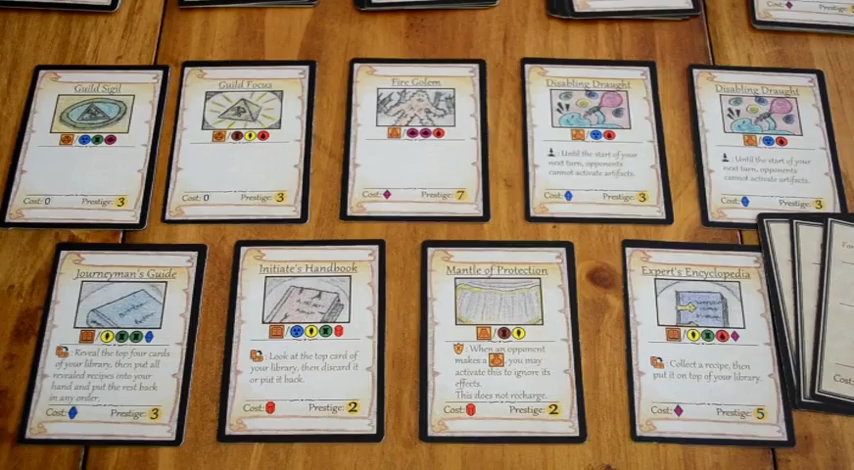 Cost:
Guild Sigil
Cost: 0 Prestige: 3
Guild Focus
Cost: 0 Prestige: 3
Fire Golem
Cost: Prestige: 7
Disabling Draught
: Until the start of your
next turn, opponents
cannot activate artifacts.
Cost: Prestige: 3
Disabling Draught
: Until the start of your
next turn, opponents
cannot activate artifacts.
Cost: Prestige: 3
Journeyman's Guide
: Reveal the top four cards
of your library, then put all
revealed recipes into your
hand and put the rest back
in any order.
Cost: Prestige: 3
Initiate's Handbook
: Look at the top card of
your library, then discard it
or put it back.
Cost: Prestige: 2
Mantle of Protection
: When an opponent
makes a , you may
activate this to ignore its
effects.
This does not recharge.
Cost: Prestige: 2
Expert's Encyclopedia
: Collect a recipe, then
put it on top of your library.
Cost: Prestige: 5
Cost: